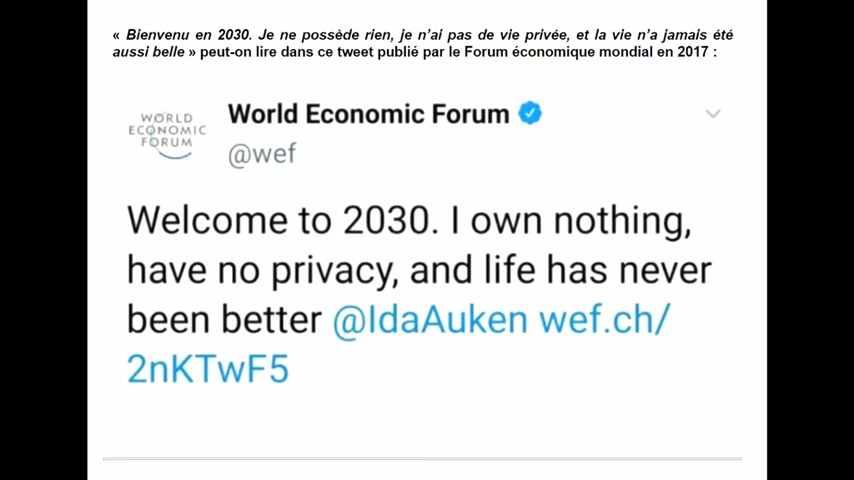 « Bienvenu en 2030. Je ne possède rien, je n'ai pas de vie privée, et la vie n'a jamais été
aussi belle » peut-on lire dans ce tweet publié par le Forum économique mondial en 2017 :
WORLD
ECONOMIC
FORUM
World Economic Forum
@wef
Welcome to 2030. I own nothing,
have no privacy, and life has never
been better @IdaAuken wef.ch/
2nKTwF5